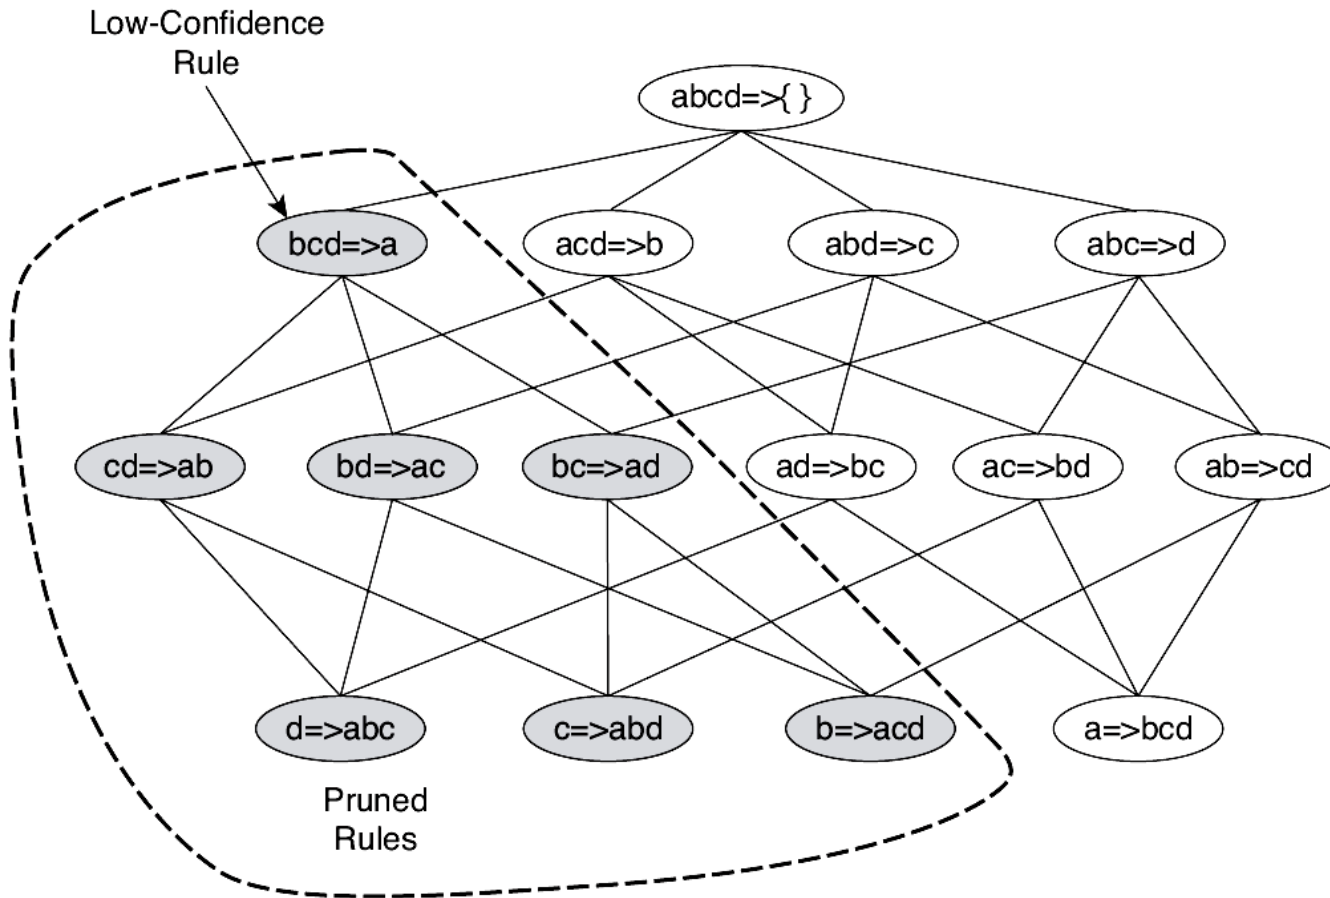 Low-Confidence
Rule
abcd=>{ }
bcd=>a
acd=>b
abd=>c
abc=>d
cd=>ab
bd=>ac
bc=>ad
ad=>bc
ac=>bd
ab=>cd
d=>abc
c=>abd
b=>acd
a=>bcd
Pruned
Rules